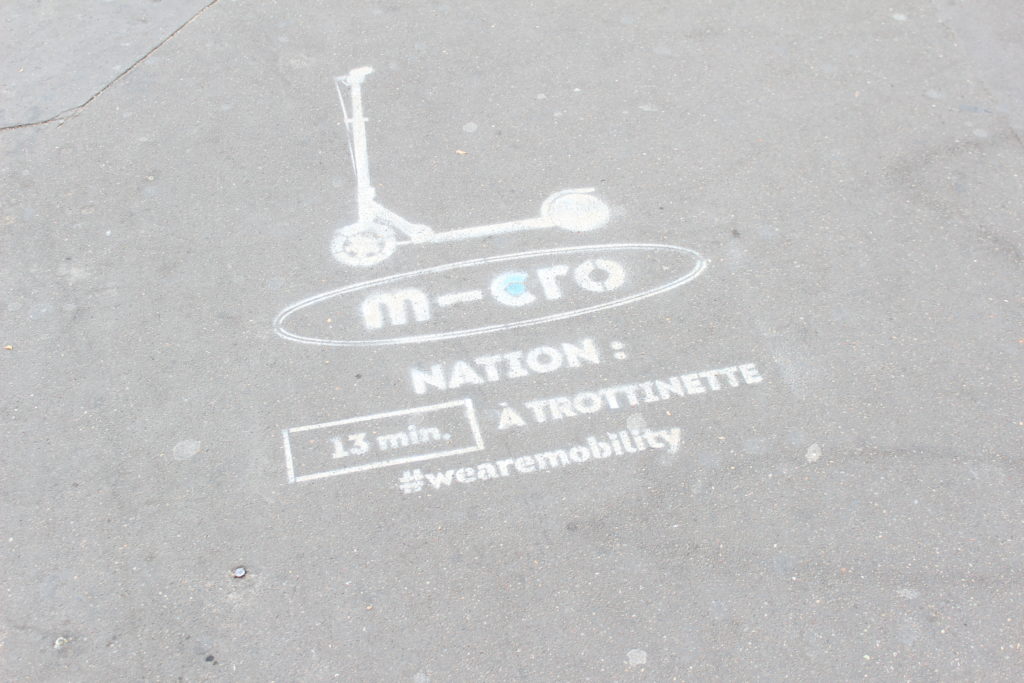 m-cro
NATION :
13 min. À TROTTINETTE
#wearemobility